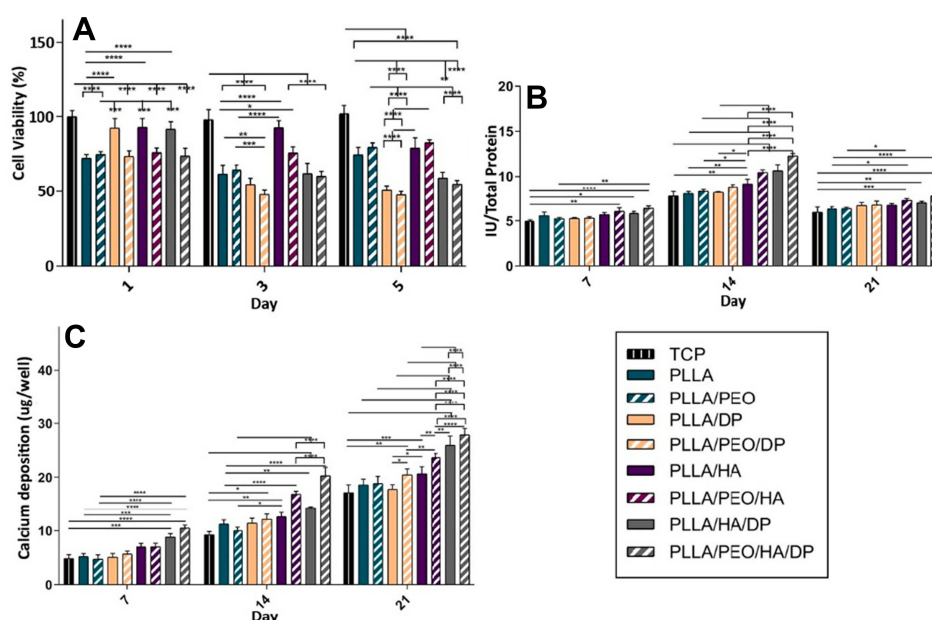 A
Cell Viability (%)
150
100
50
0
1
3
5
Day
B
IU/Total Protein
20
15
10
5
0
7
14
21
Day
C
Calcium deposition (ug/well)
40
30
20
10
0
7
14
21
Day
TCP
PLLA
PLLA/PEO
PLLA/DP
PLLA/PEO/DP
PLLA/HA
PLLA/PEO/HA
PLLA/HA/DP
PLLA/PEO/HA/DP